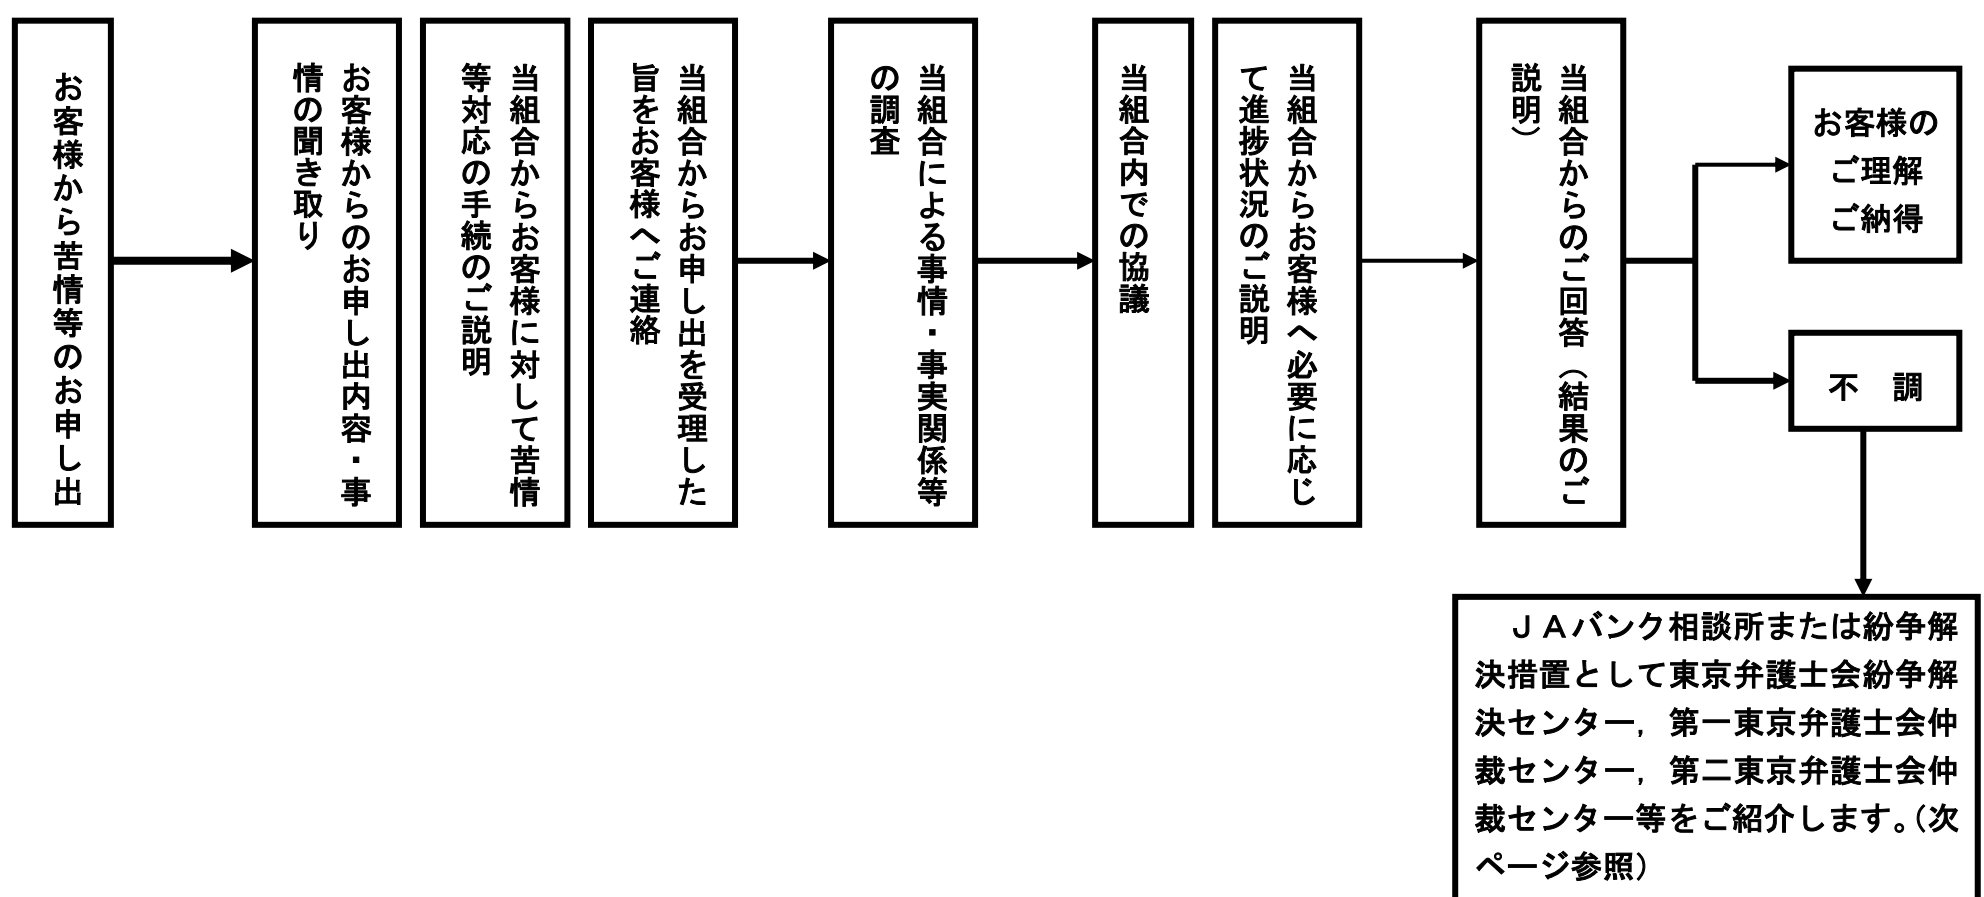 お客様から苦情等のお申し出
お客様からのお申し出内容・事
情の聞き取り
当組合からお客様に対して苦情
等対応の手続のご説明
当組合からお申し出を受理した
旨をお客様へご連絡
当組合による事情・事実関係等
の調査
当組合内での協議
当組合からお客様へ必要に応じ
て進捗状況のご説明
当組合からのご回答（結果のご
説明）
お客様の
ご理解
ご納得
不　調
　ＪＡバンク相談所または紛争解
決措置として東京弁護士会紛争解
決センター，第一東京弁護士会仲
裁センター，第二東京弁護士会仲
裁センター等をご紹介します。（次
ページ参照）